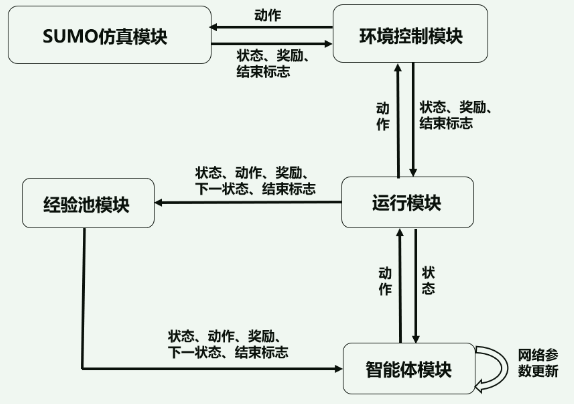 动作
SUMO仿真模块
环境控制模块
状态、奖励、
结束标志
动
作
状态、奖励、
结束标志
状态、动作、奖励、
下一状态、结束标志
经验池模块
运行模块
动
作
状
态
状态、动作、奖励、
下一状态、结束标志
智能体模块
网络参
数更新